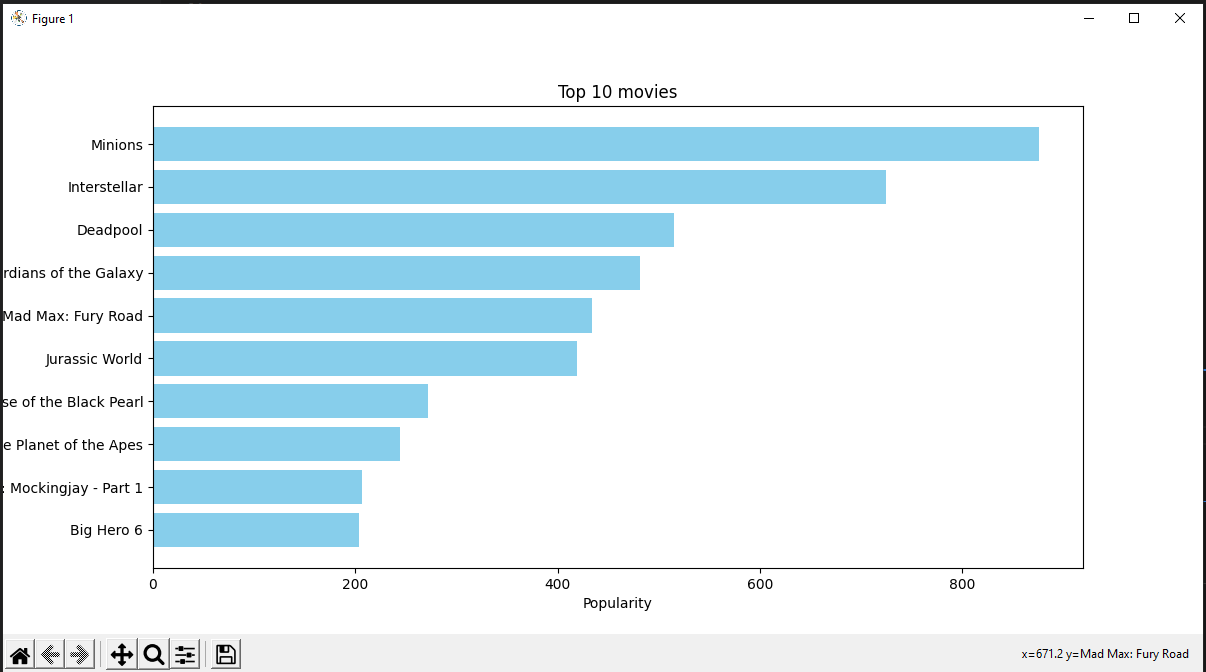 Figure 1
Top 10 movies
Minions
Interstellar
Deadpool
rdians of the Galaxy
Mad Max: Fury Road
Jurassic World
se of the Black Pearl
e Planet of the Apes
: Mockingjay - Part 1
Big Hero 6
0 200 400 600 800
Popularity
x=671.2 y=Mad Max: Fury Road